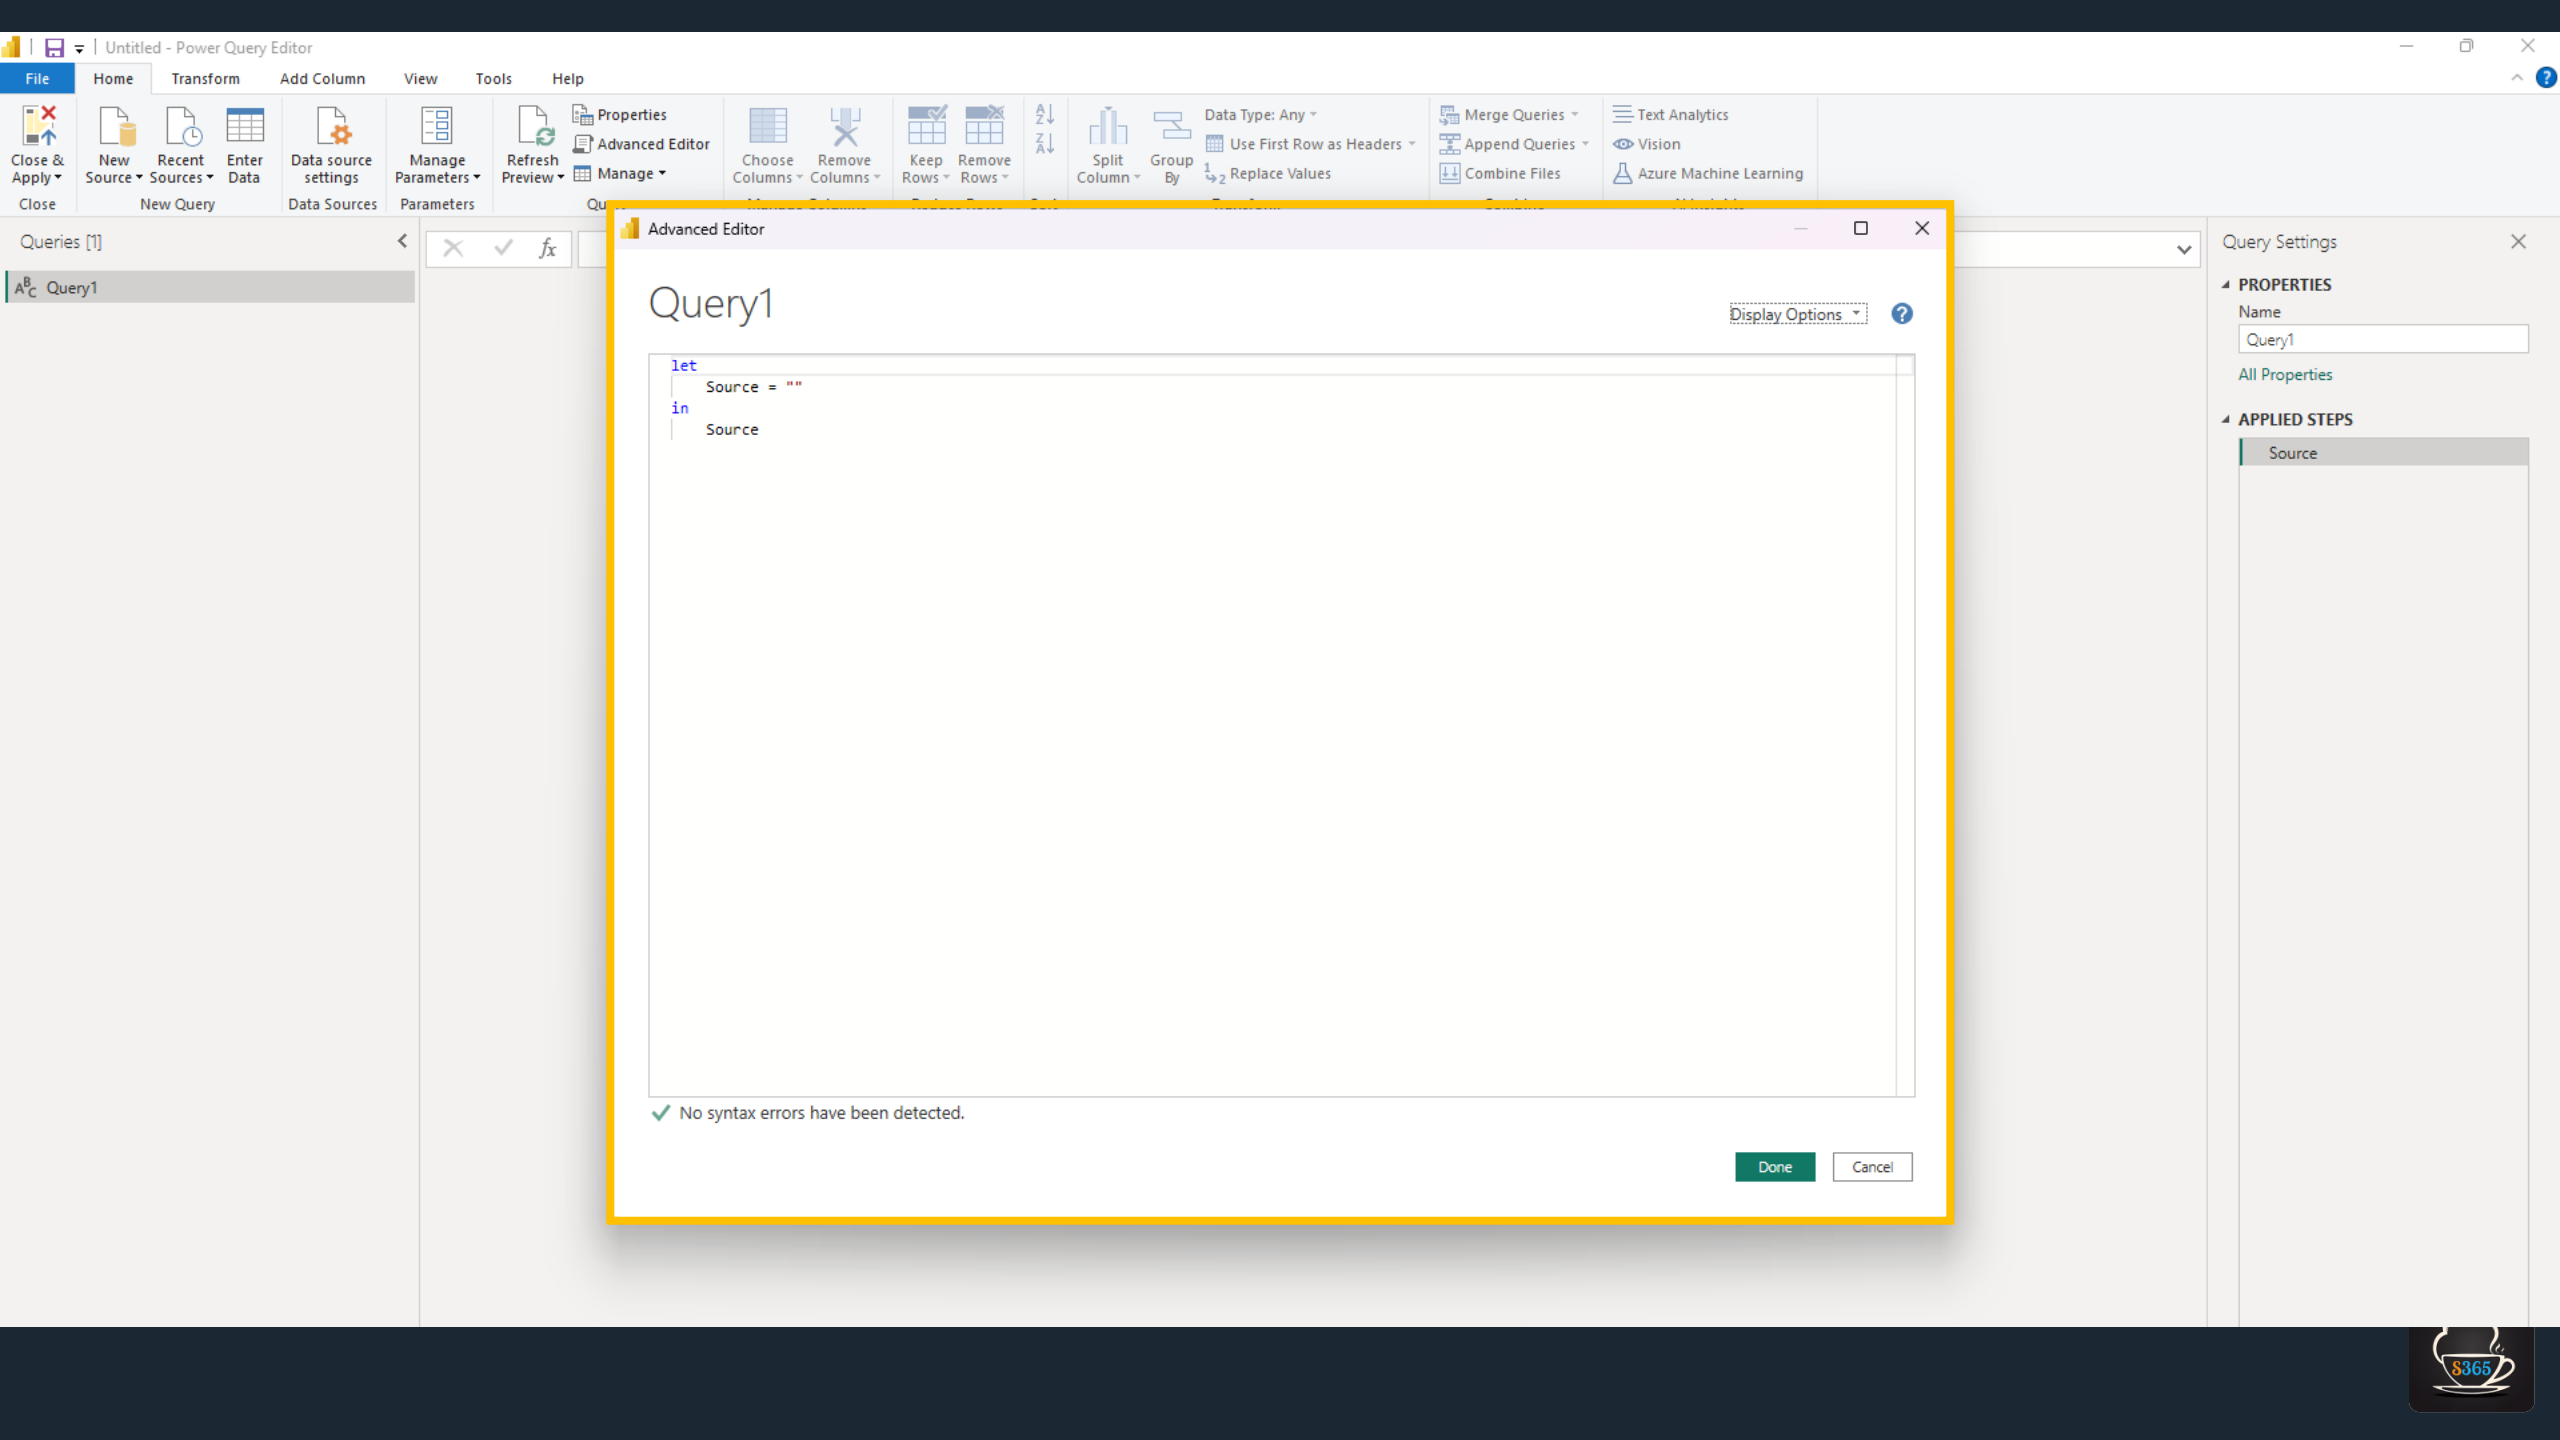 Untitled - Power Query Editor
File Home Transform Add Column View Tools Help
Close & Apply
New Source
Recent Sources
Enter Data
Data source settings
Manage Parameters
Refresh Preview
Properties
Advanced Editor
Manage
Choose Columns
Remove Columns
Keep Rows
Remove Rows
Split Column
Group By
Data Type: Any
Use First Row as Headers
Replace Values
Merge Queries
Append Queries
Combine Files
Text Analytics
Vision
Azure Machine Learning
Close New Query Data Sources Parameters
Queries [1]
Query1
fx
Advanced Editor
Query1
Display Options
let
Source = ""
in
Source
No syntax errors have been detected.
Done Cancel
Query Settings
PROPERTIES
Name
Query1
All Properties
APPLIED STEPS
Source
S365